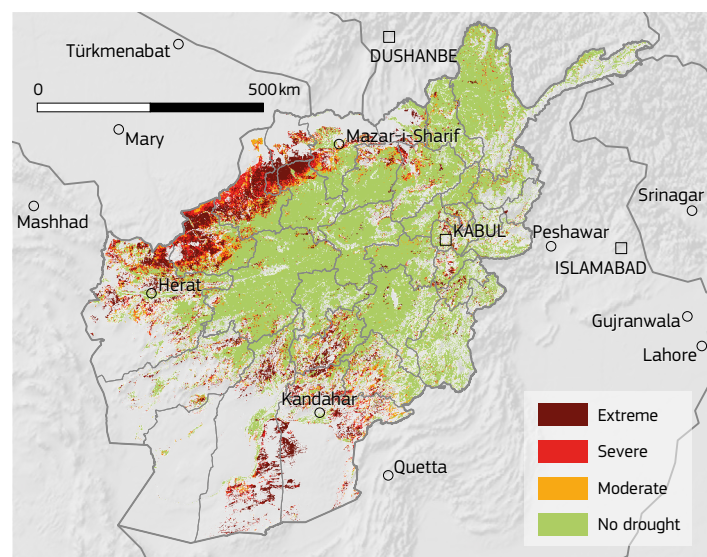 Türkmenabat
DUSHANBE
0 500 km
Mary
Mazar-i-Sharif
Mashhad
Srinagar
KABUL
Peshawar
ISLAMABAD
Herat
Gujranwala
Lahore
Kandahar
Quetta
Extreme
Severe
Moderate
No drought